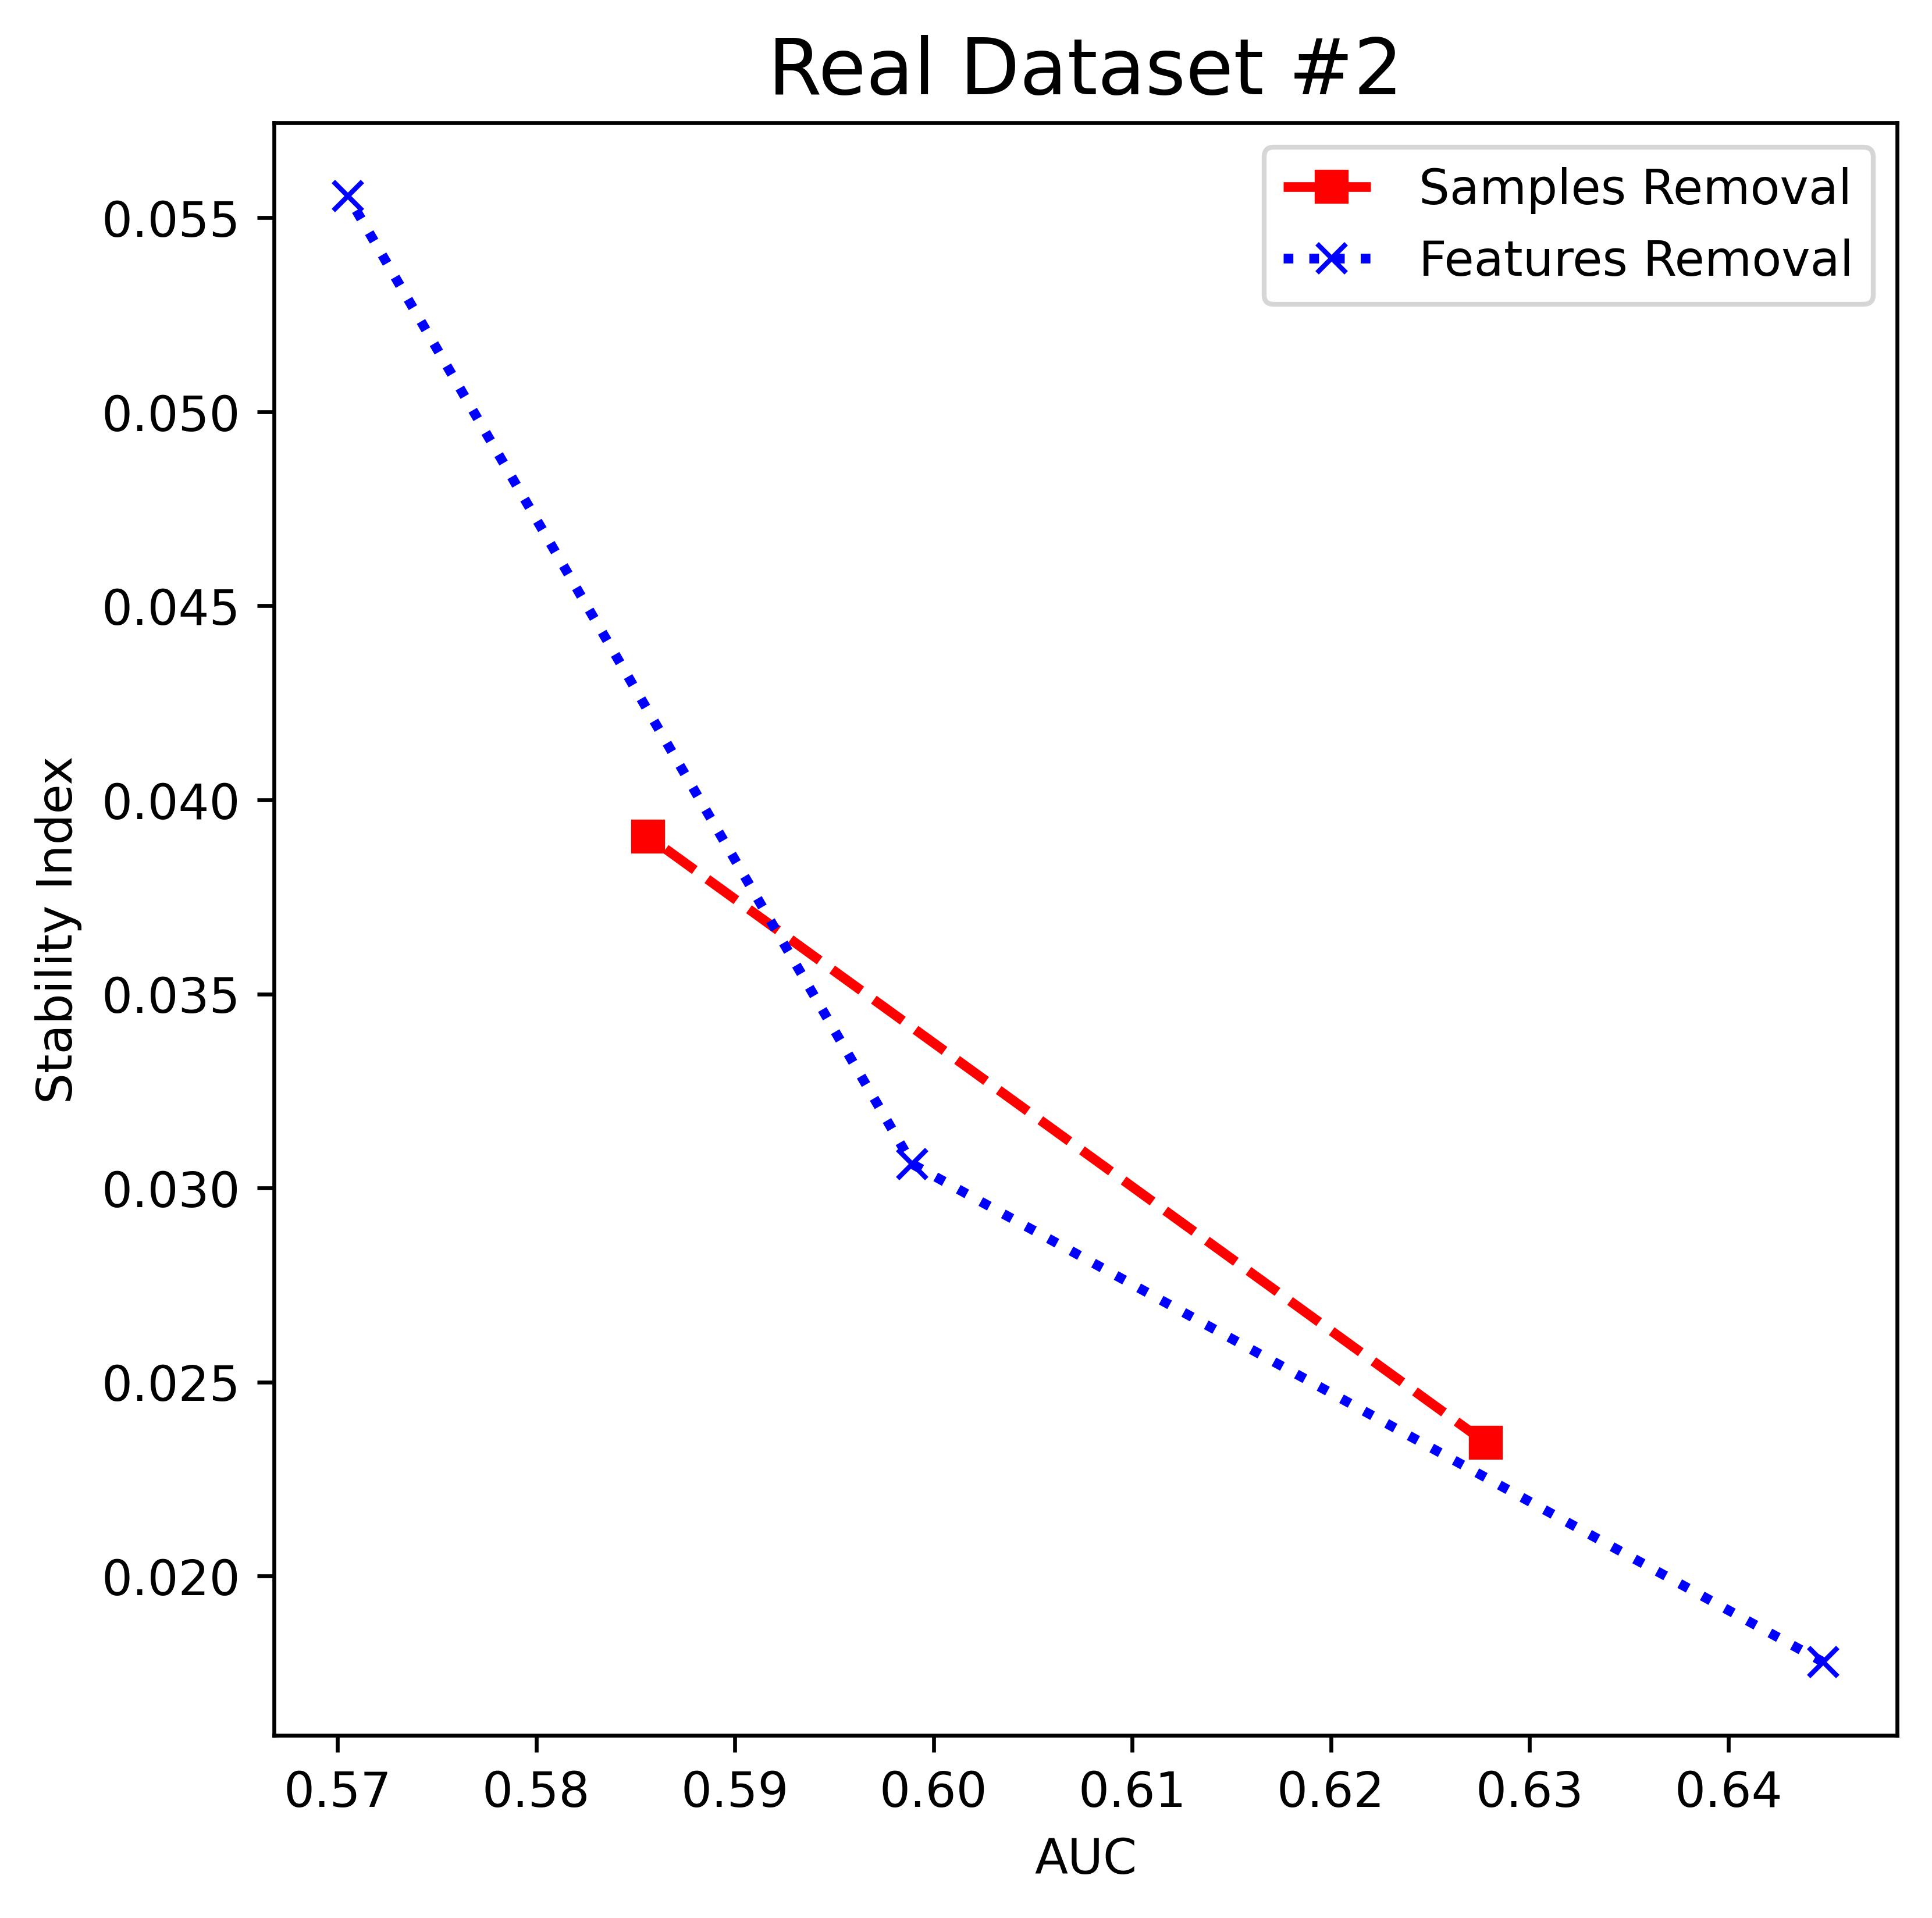 Real Dataset #2
Samples Removal
Features Removal
Stability Index
0.055
0.050
0.045
0.040
0.035
0.030
0.025
0.020
0.57 0.58 0.59 0.60 0.61 0.62 0.63 0.64
AUC